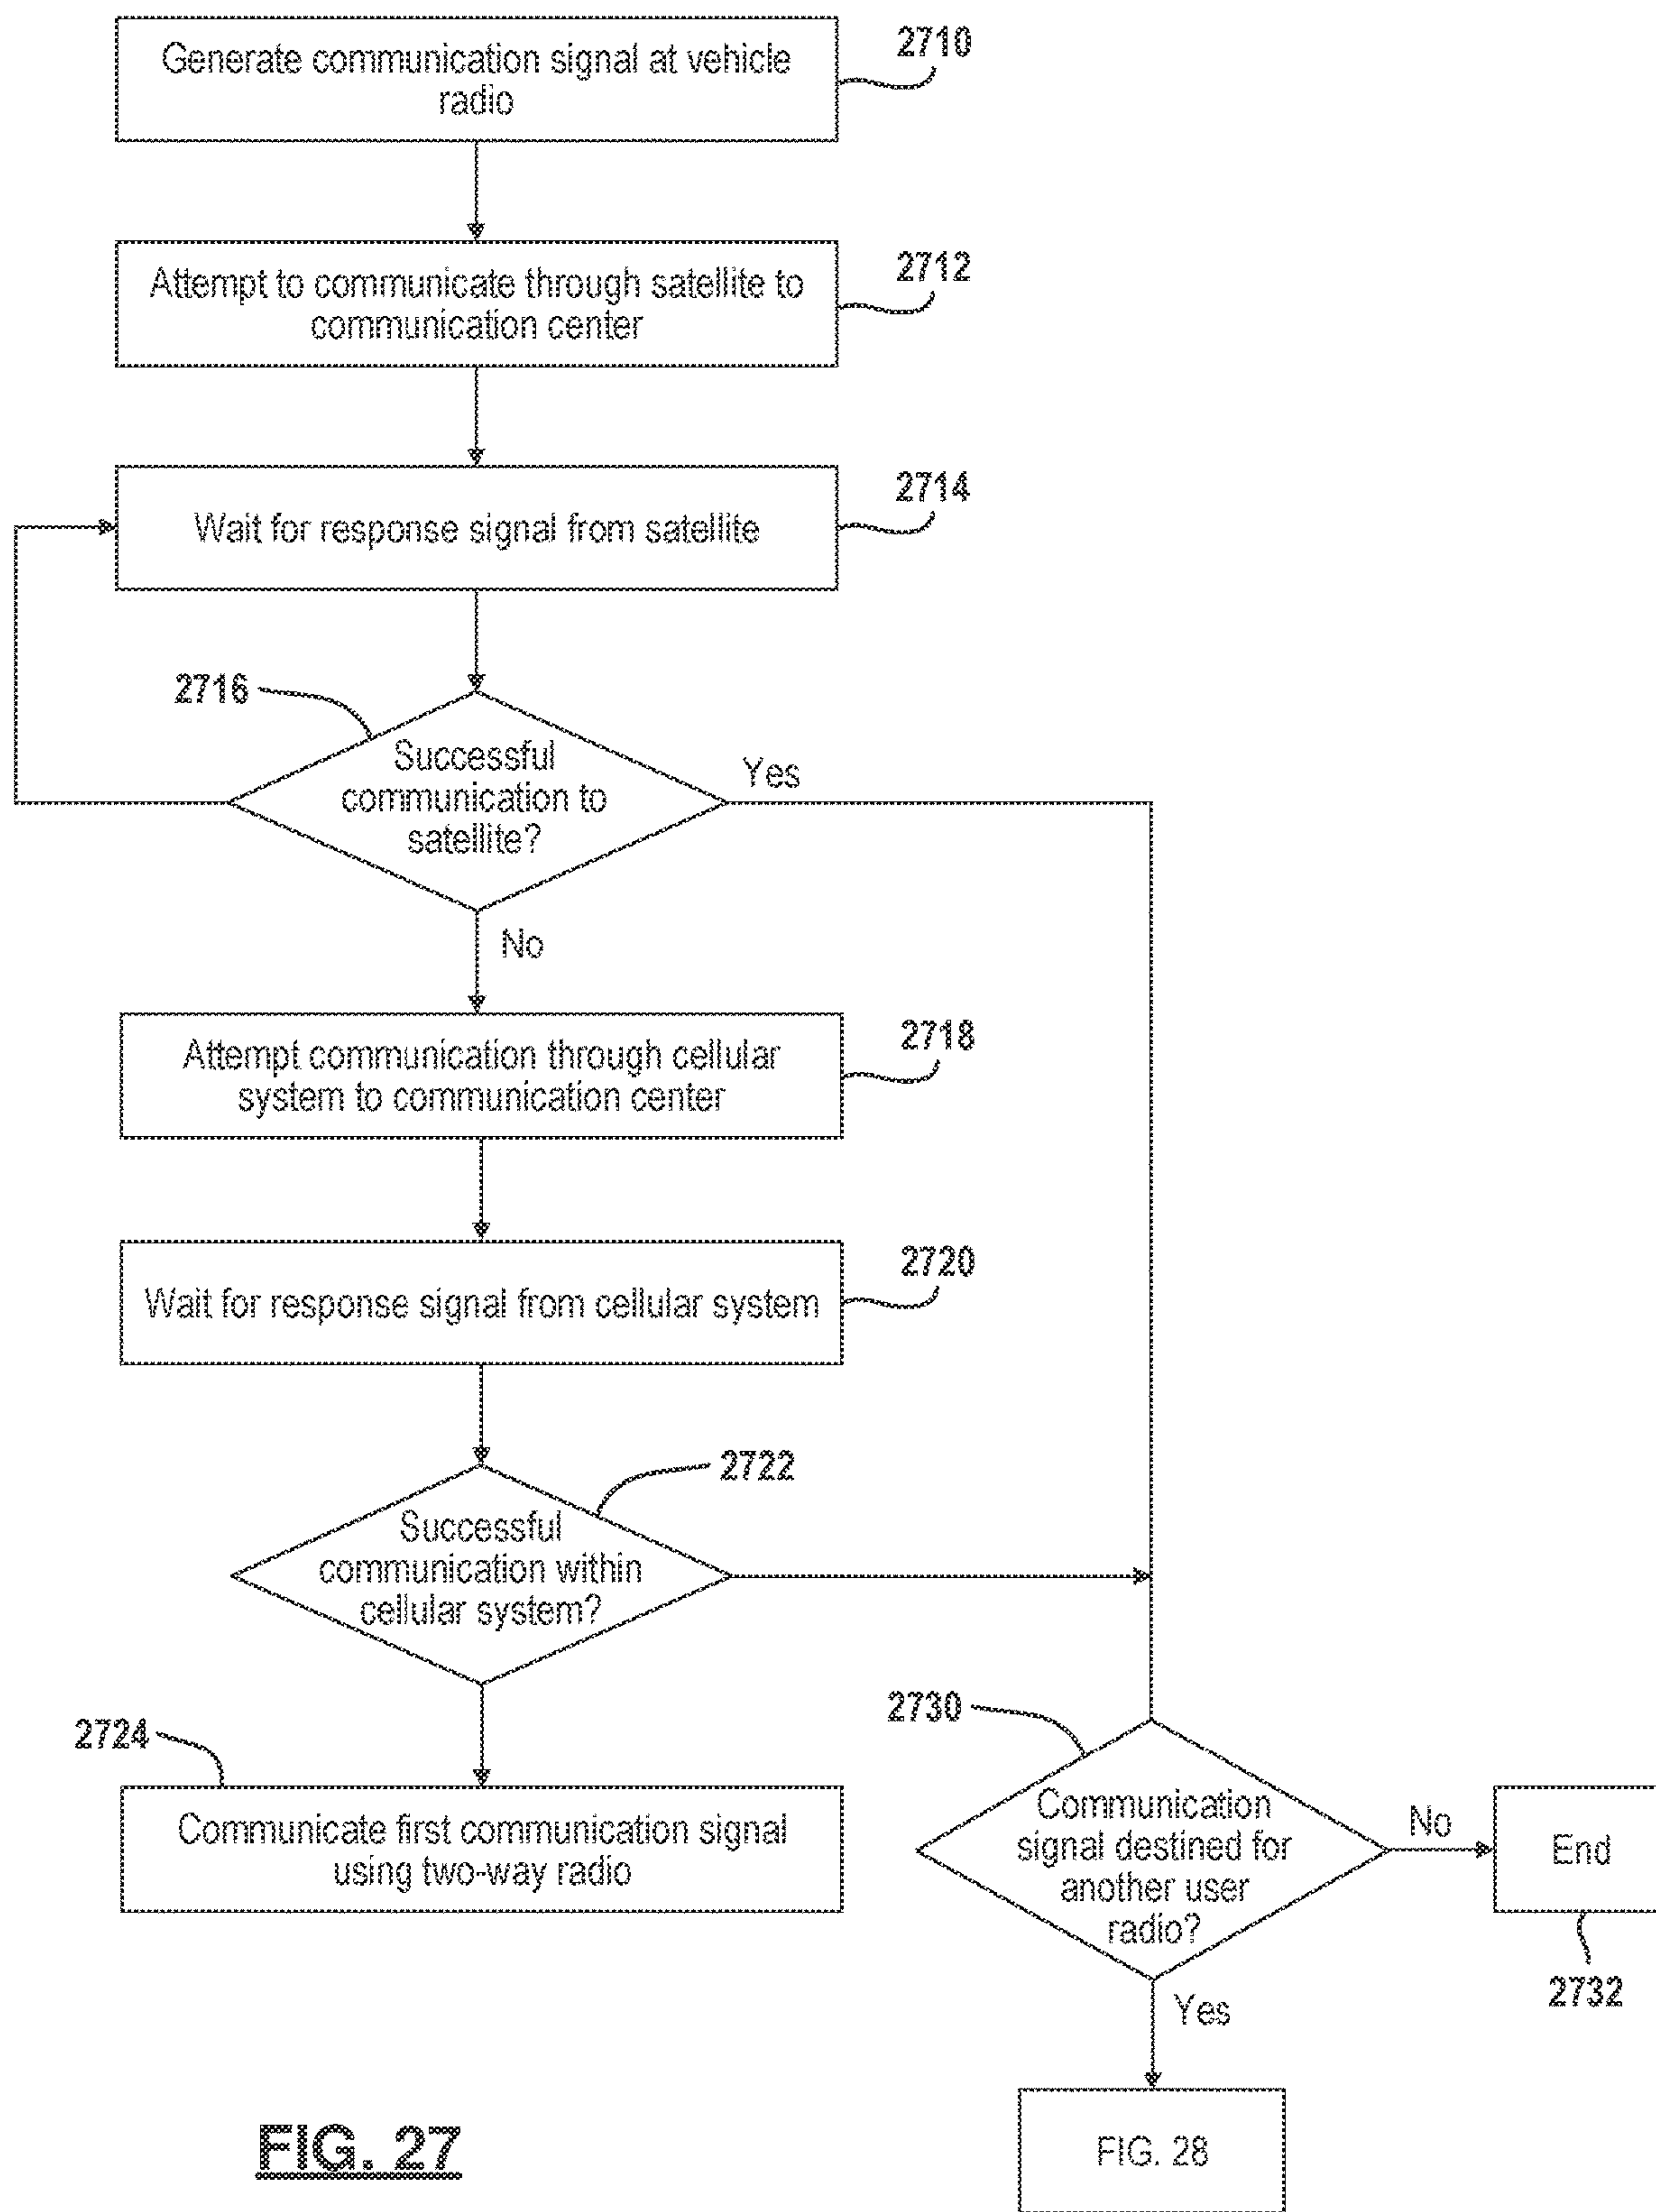 Generate communication signal at vehicle
radio
2710
Attempt to communicate through satellite to
communication center
2712
Wait for response signal from satellite
2714
2716
Successful
communication to
satellite?
Yes
No
Attempt communication through cellular
system to communication center
2718
Wait for response signal from cellular system
2720
2722
Successful
communication within
cellular system?
2724
Communicate first communication signal
using two-way radio
2730
Communication
signal destined for
another user
radio?
No
End
2732
Yes
FIG. 28
FIG. 27